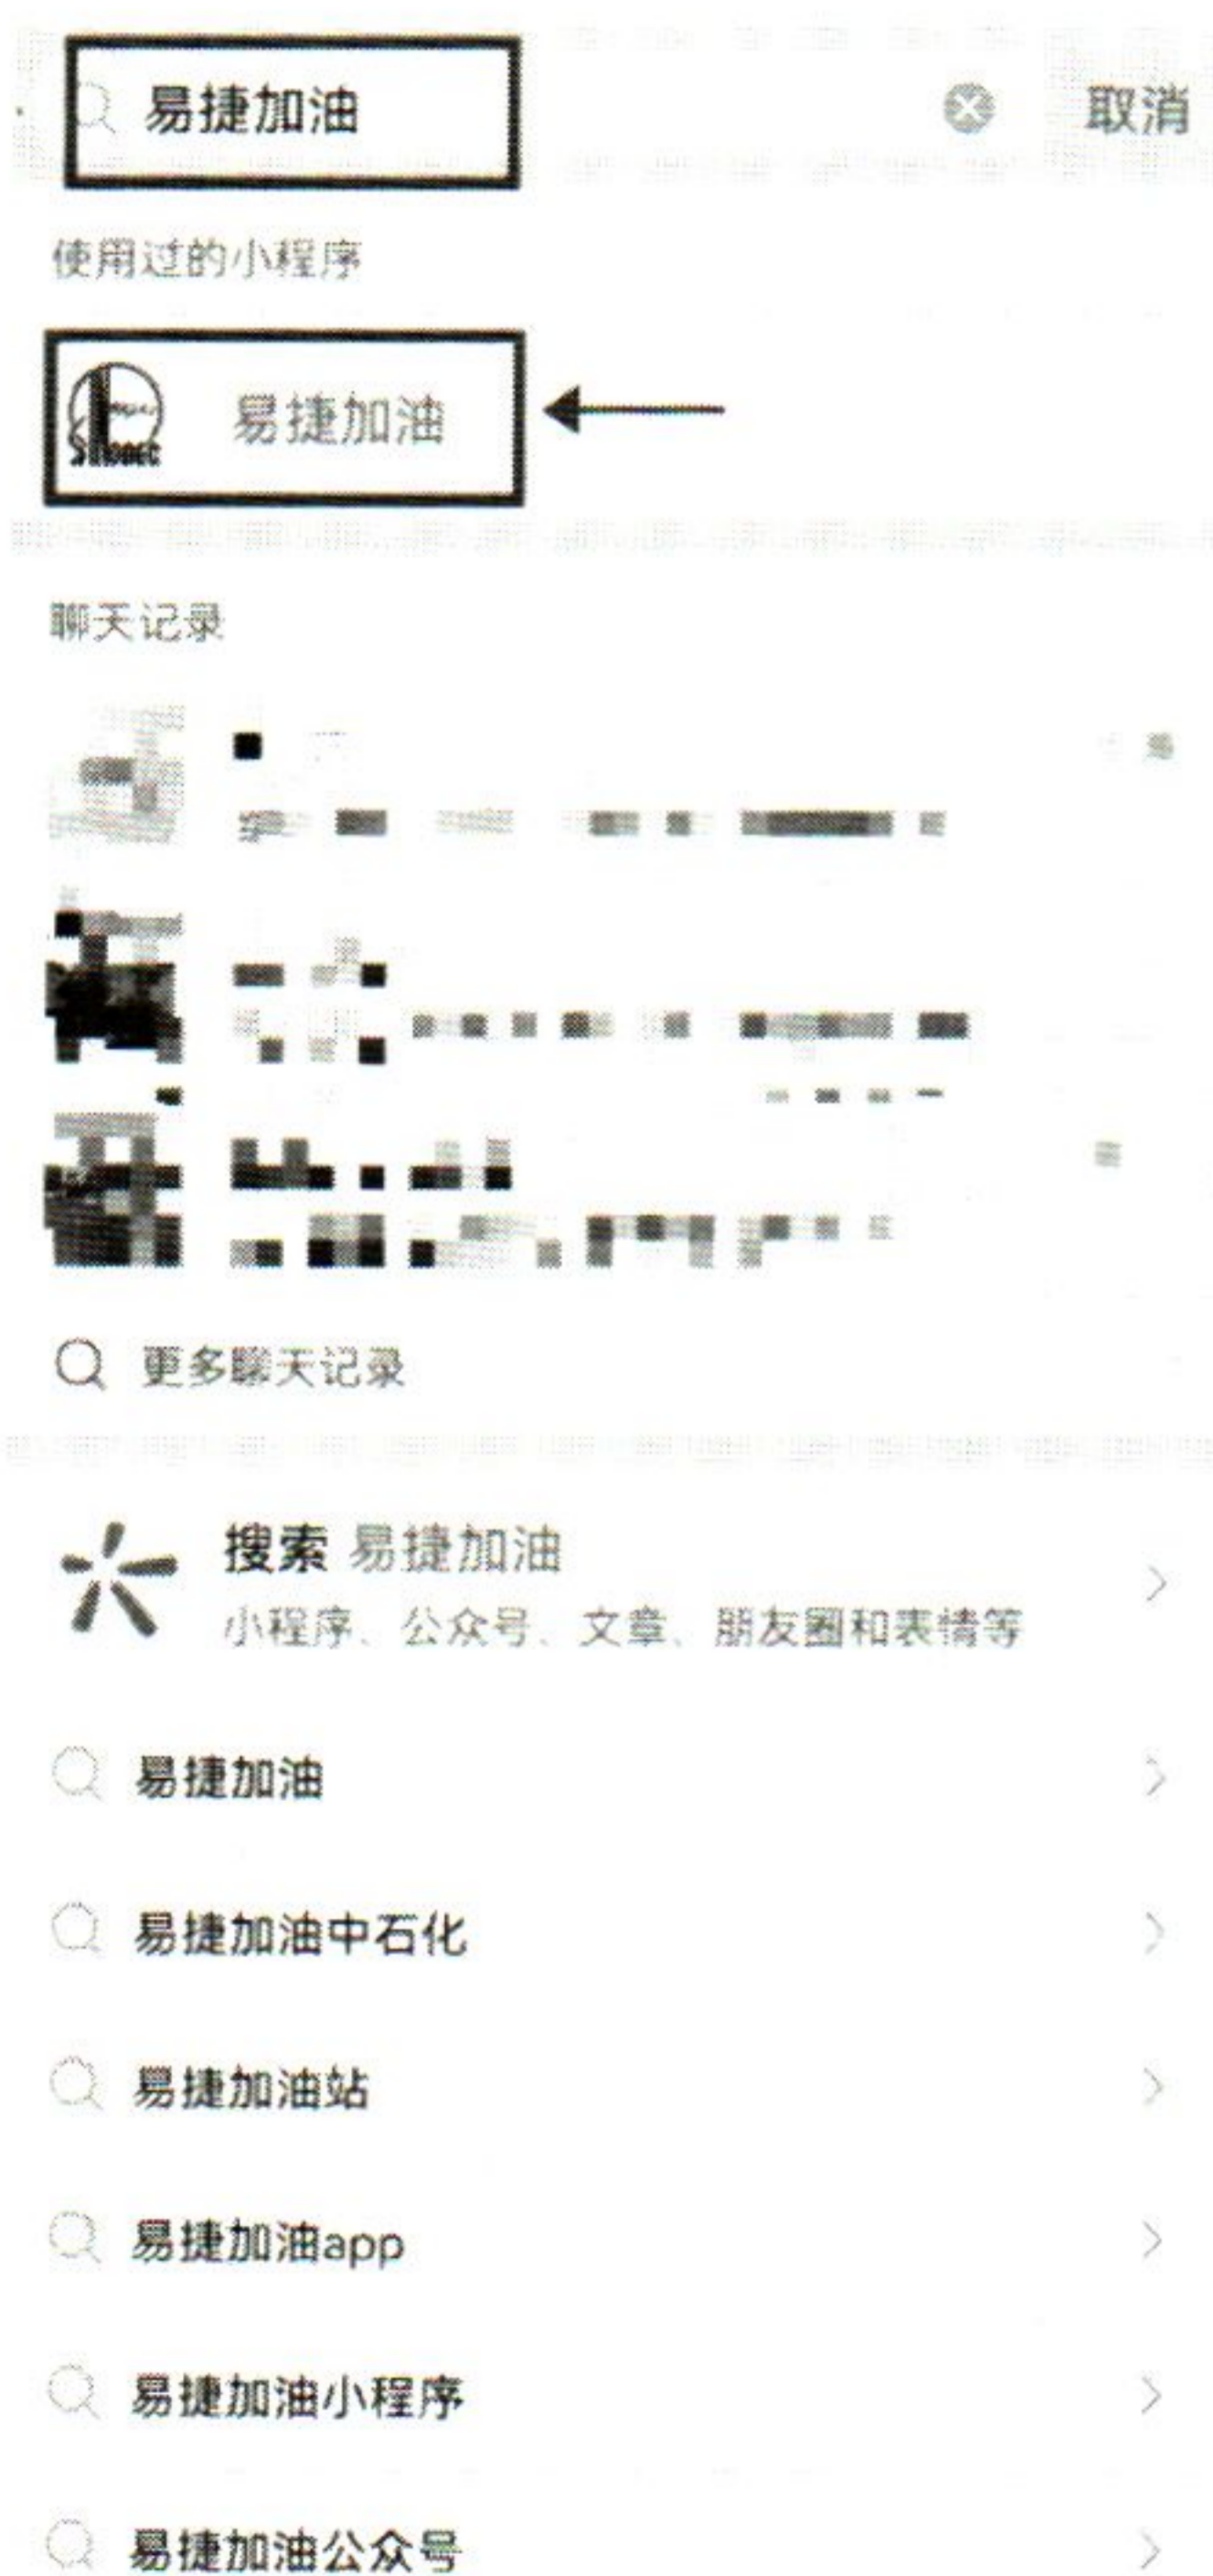 易捷加油
取消
使用过的小程序
易捷加油
聊天记录
更多聊天记录
搜索 易捷加油
小程序、公众号、文章、朋友圈和表情等
易捷加油
易捷加油中石化
易捷加油站
易捷加油app
易捷加油小程序
易捷加油公众号